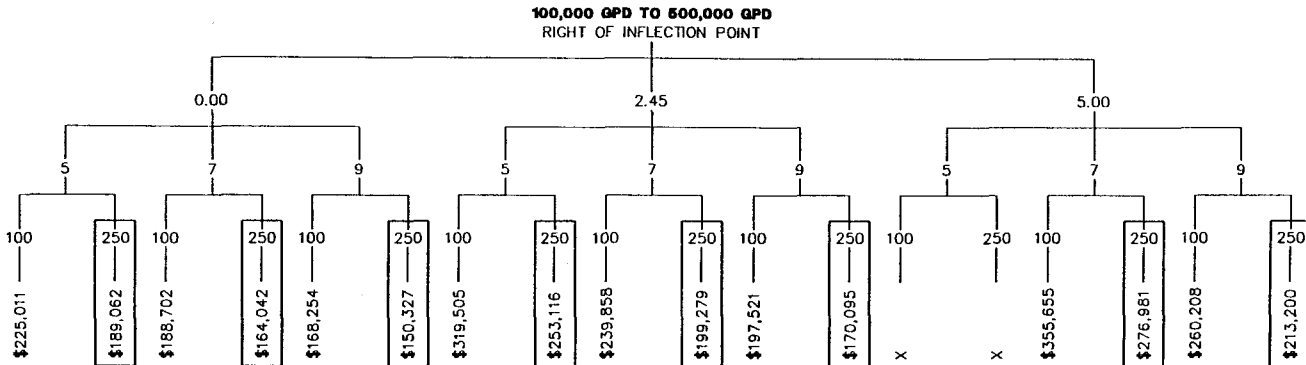 100,000 GPD TO 500,000 GPD
RIGHT OF INFLECTION POINT
0.00 2.45 5.00
5 7 9 5 7 9 5 7 9
100 250 100 250 100 250 100 250 100 250 100 250 100 250 100 250 100 250
$225,011 $189,062 $188,702 $164,042 $168,254 $150,327 $319,505 $253,116 $239,858 $199,279 $197,521 $170,095 X X $355,655 $276,981 $260,208 $213,200